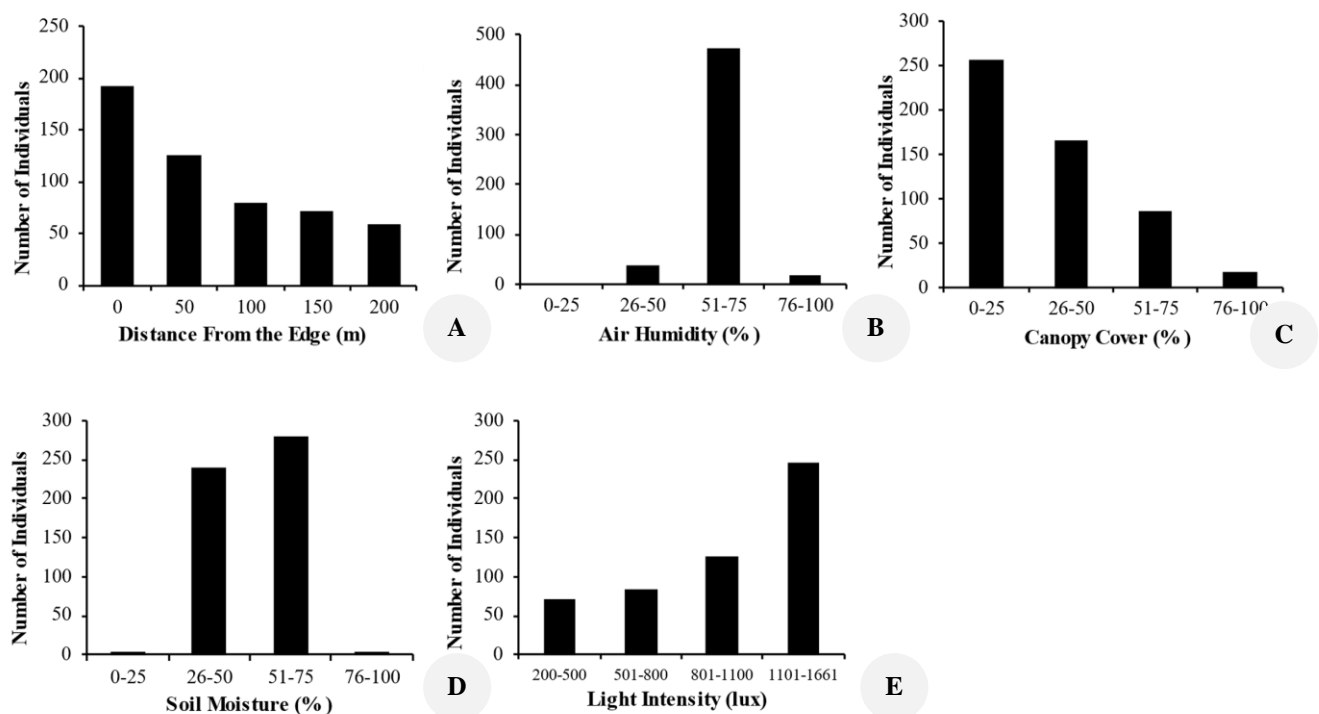 Number of Individuals
250
200
150
100
50
0
0 50 100 150 200
Distance From the Edge (m)
A
Number of Individuals
500
400
300
200
100
0
0-25 26-50 51-75 76-100
Air Humidity (%)
B
Number of Individuals
300
250
200
150
100
50
0
0-25 26-50 51-75 76-100
Canopy Cover (%)
C
Number of Individuals
300
250
200
150
100
50
0
0-25 26-50 51-75 76-100
Soil Moisture (%)
D
Number of Individuals
300
250
200
150
100
50
0
200-500 501-800 801-1100 1101-1661
Light Intensity (lux)
E